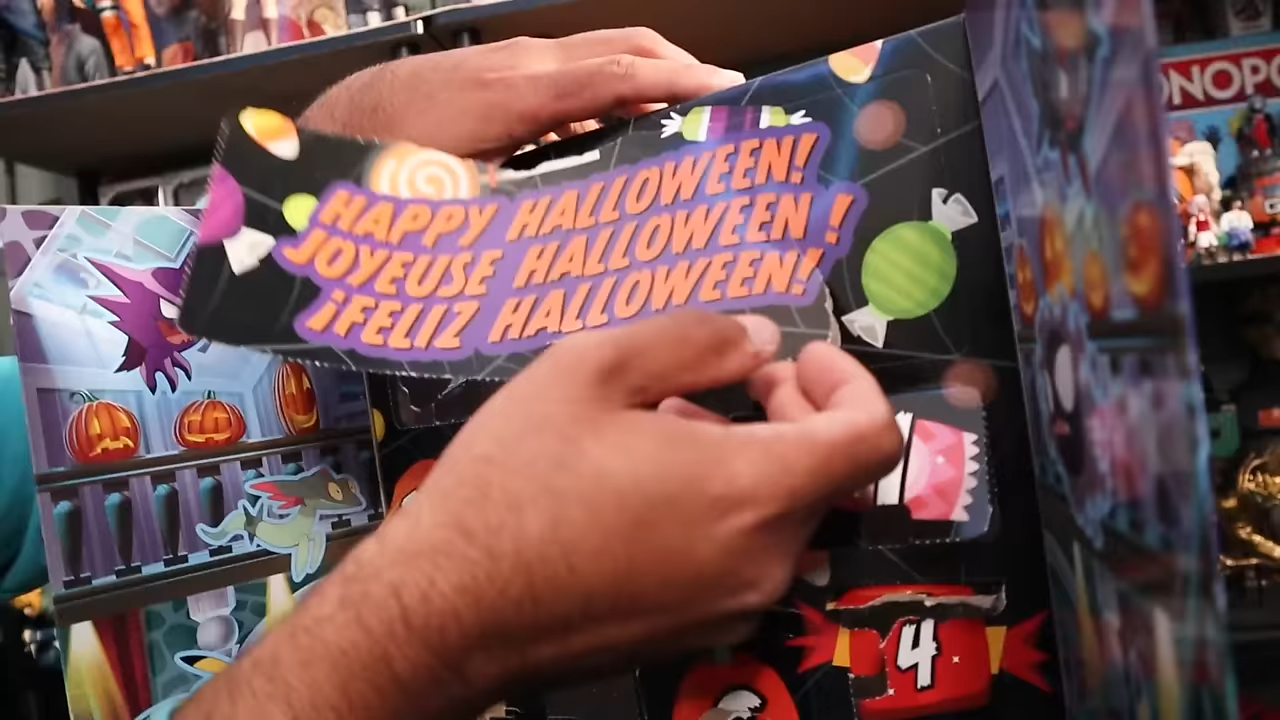 HAPPY HALLOWEEN!
JOYEUSE HALLOWEEN !
¡FELIZ HALLOWEEN!
ONOPO
4